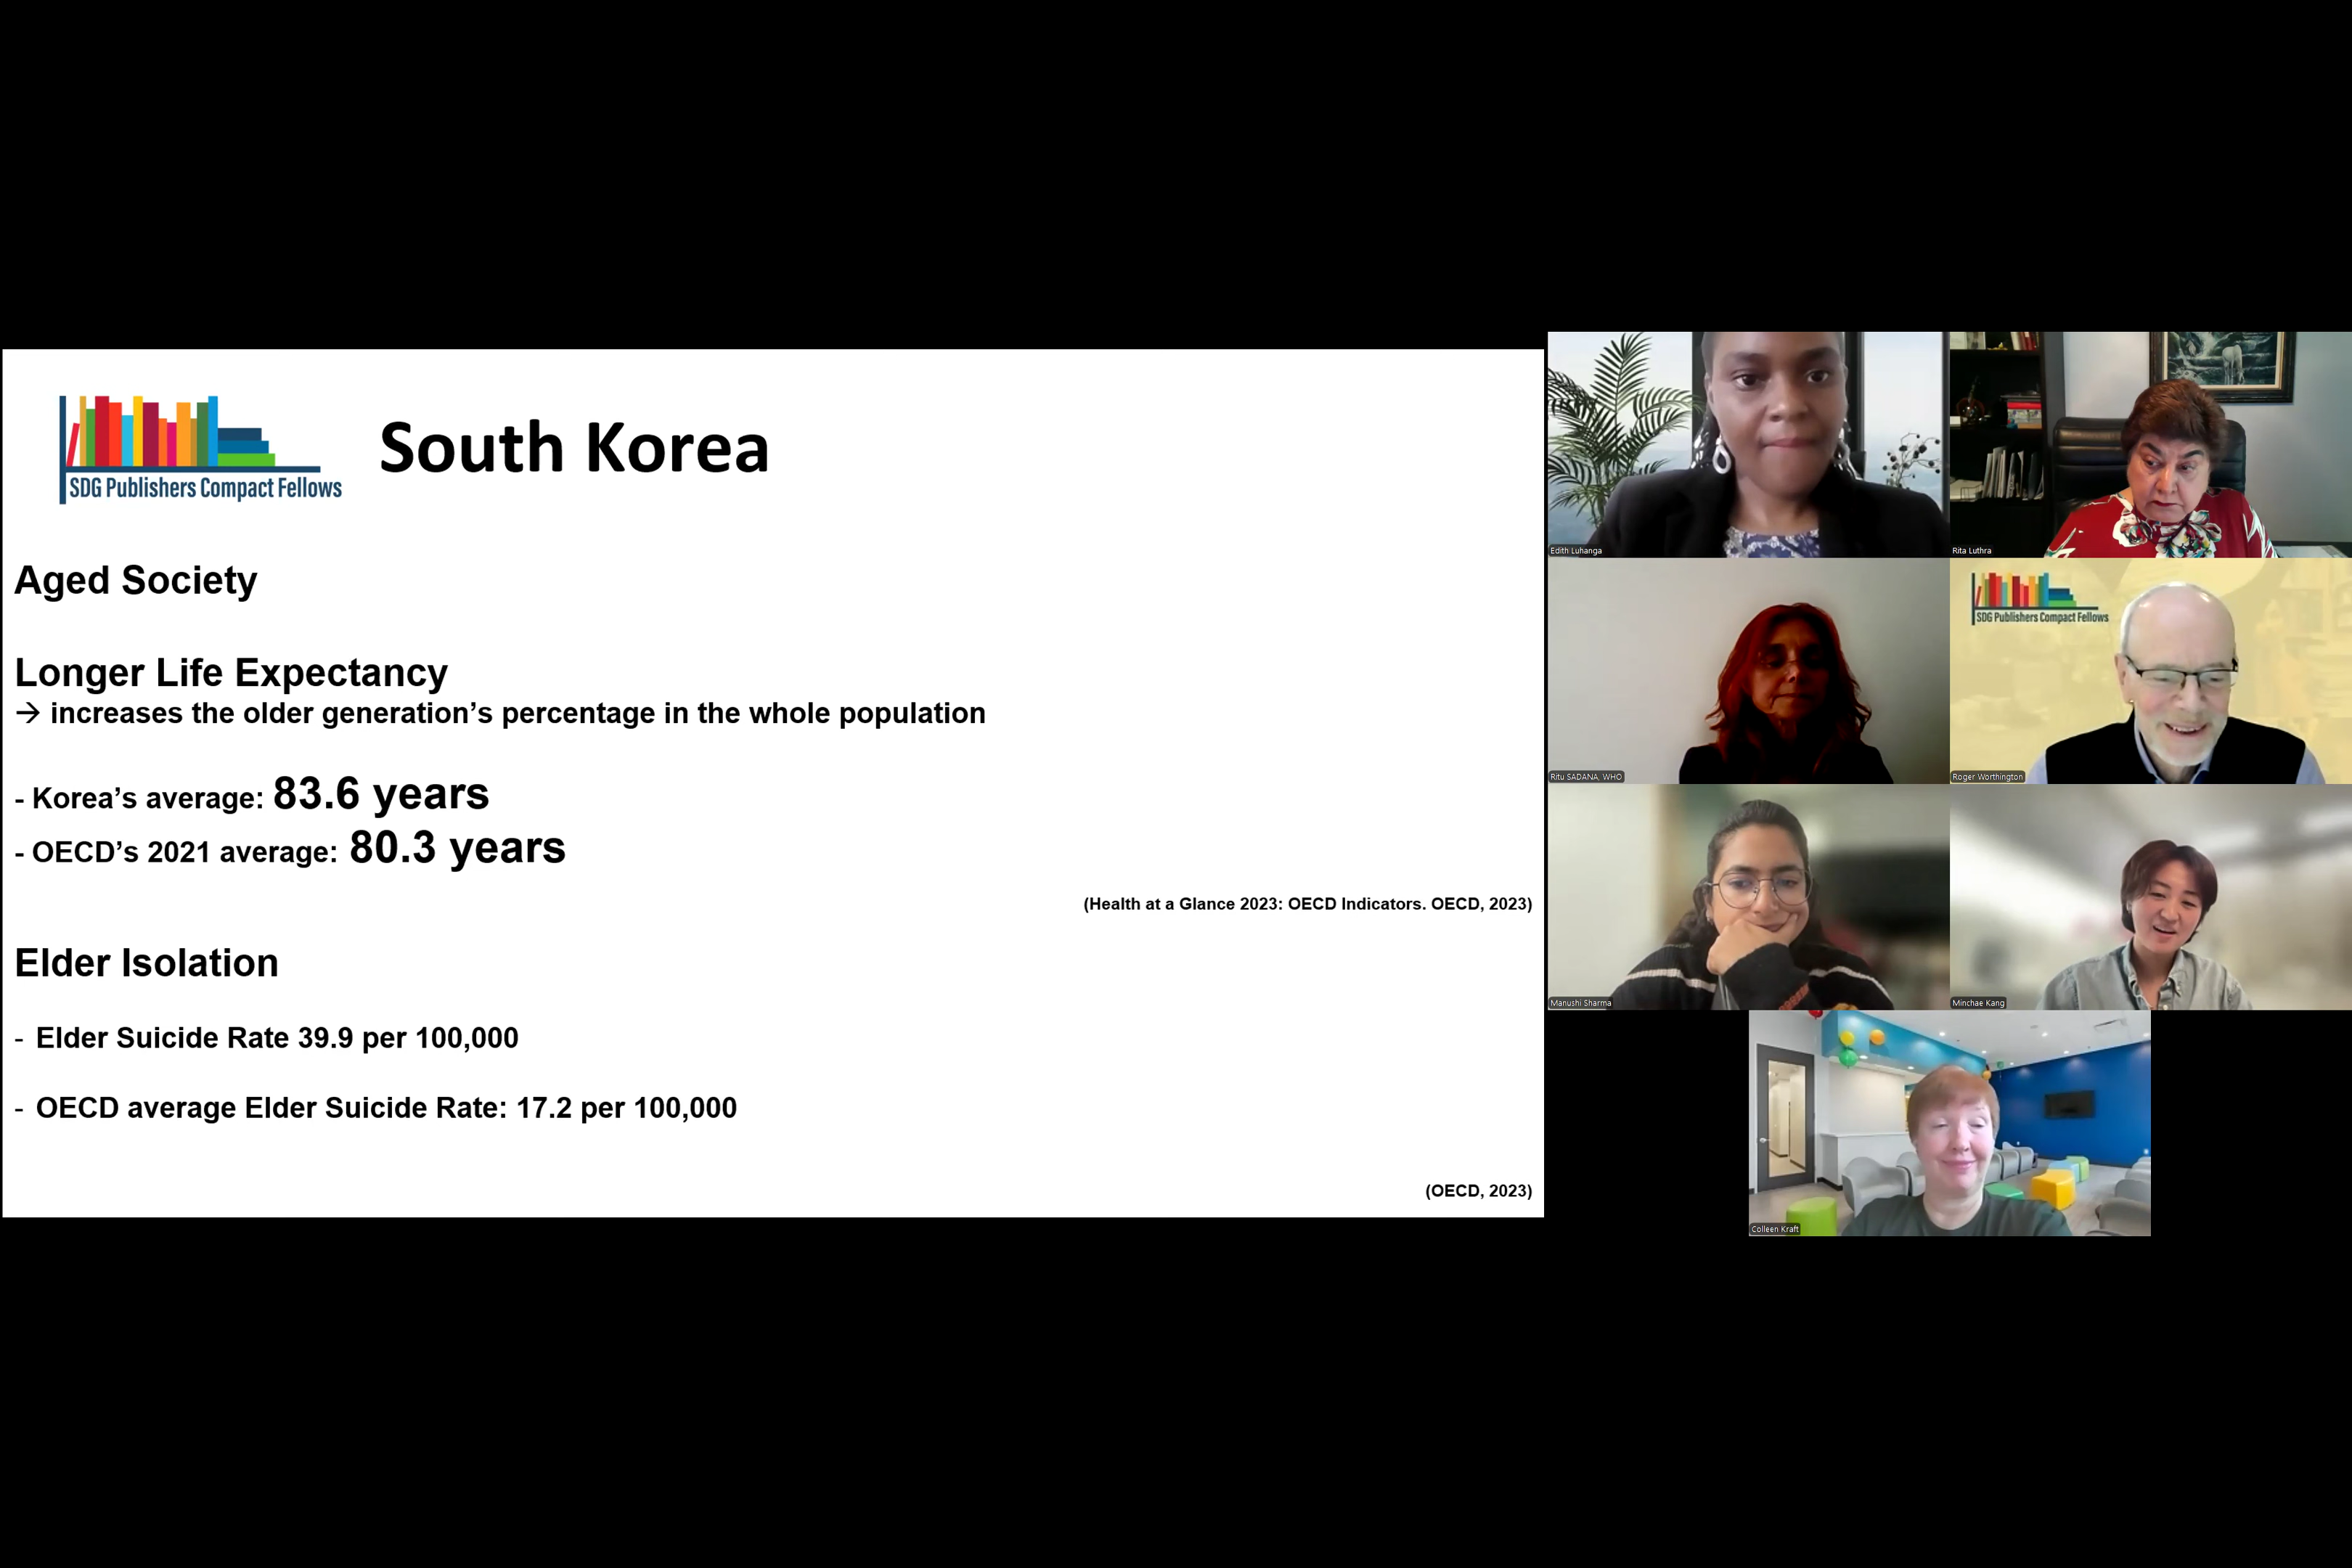 SDG Publishers Compact Fellows
South Korea
Aged Society
Longer Life Expectancy
→ increases the older generation’s percentage in the whole population
- Korea’s average: 83.6 years
- OECD’s 2021 average: 80.3 years
(Health at a Glance 2023: OECD Indicators. OECD, 2023)
Elder Isolation
- Elder Suicide Rate 39.9 per 100,000
- OECD average Elder Suicide Rate: 17.2 per 100,000
(OECD, 2023)
Edith Luhanga
Rita Luthra
Ritu SADANA, WHO
SDG Publishers Compact Fellows
Roger Worthington
Manushi Sharma
Minchae Kang
Colleen Kraft